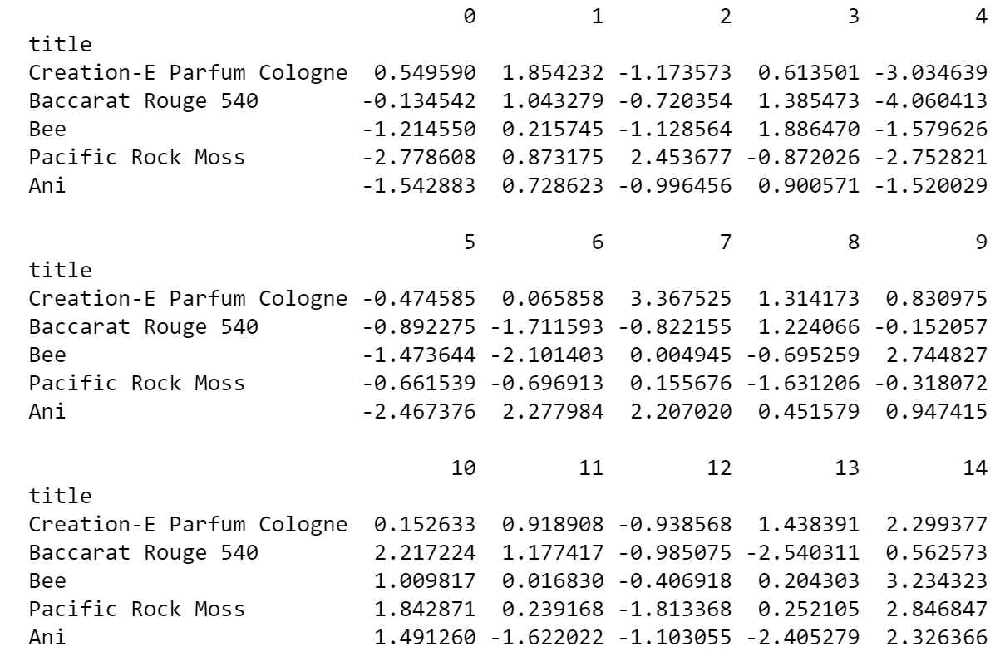 0 1 2 3 4
title
Creation-E Parfum Cologne 0.549590 1.854232 -1.173573 0.613501 -3.034639
Baccarat Rouge 540 -0.134542 1.043279 -0.720354 1.385473 -4.060413
Bee -1.214550 0.215745 -1.128564 1.886470 -1.579626
Pacific Rock Moss -2.778608 0.873175 2.453677 -0.872026 -2.752821
Ani -1.542883 0.728623 -0.996456 0.900571 -1.520029
5 6 7 8 9
title
Creation-E Parfum Cologne -0.474585 0.065858 3.367525 1.314173 0.830975
Baccarat Rouge 540 -0.892275 -1.711593 -0.822155 1.224066 -0.152057
Bee -1.473644 -2.101403 0.004945 -0.695259 2.744827
Pacific Rock Moss -0.661539 -0.696913 0.155676 -1.631206 -0.318072
Ani -2.467376 2.277984 2.207020 0.451579 0.947415
10 11 12 13 14
title
Creation-E Parfum Cologne 0.152633 0.918908 -0.938568 1.438391 2.299377
Baccarat Rouge 540 2.217224 1.177417 -0.985075 -2.540311 0.562573
Bee 1.009817 0.016830 -0.406918 0.204303 3.234323
Pacific Rock Moss 1.842871 0.239168 -1.813368 0.252105 2.846847
Ani 1.491260 -1.622022 -1.103055 -2.405279 2.326366